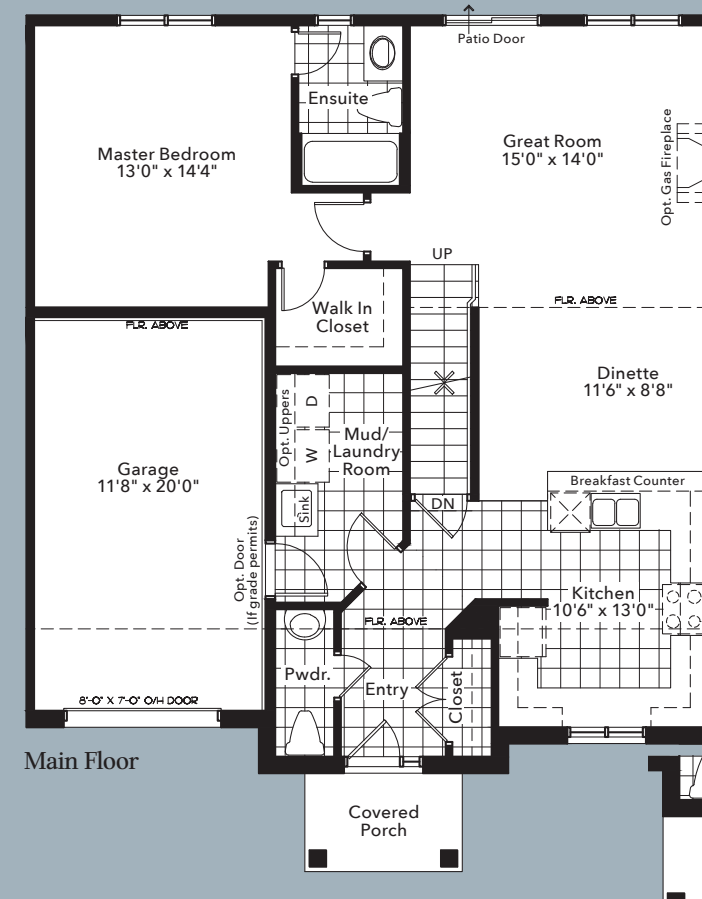 Patio Door
Ensuite
Master Bedroom
13'0" x 14'4"
Great Room
15'0" x 14'0"
Opt. Gas Fireplace
UP
Walk In
Closet
FLR. ABOVE
FLR. ABOVE
Dinette
11'6" x 8'8"
Opt. Uppers
D
W
Mud/
Laundry
Room
Garage
11'8" x 20'0"
Sink
Breakfast Counter
DN
Opt. Door
(If grade permits)
Kitchen
10'6" x 13'0"
FLR. ABOVE
Pwdr.
Entry
Closet
8'-0" X 7'-0" O/H DOOR
Main Floor
Covered
Porch